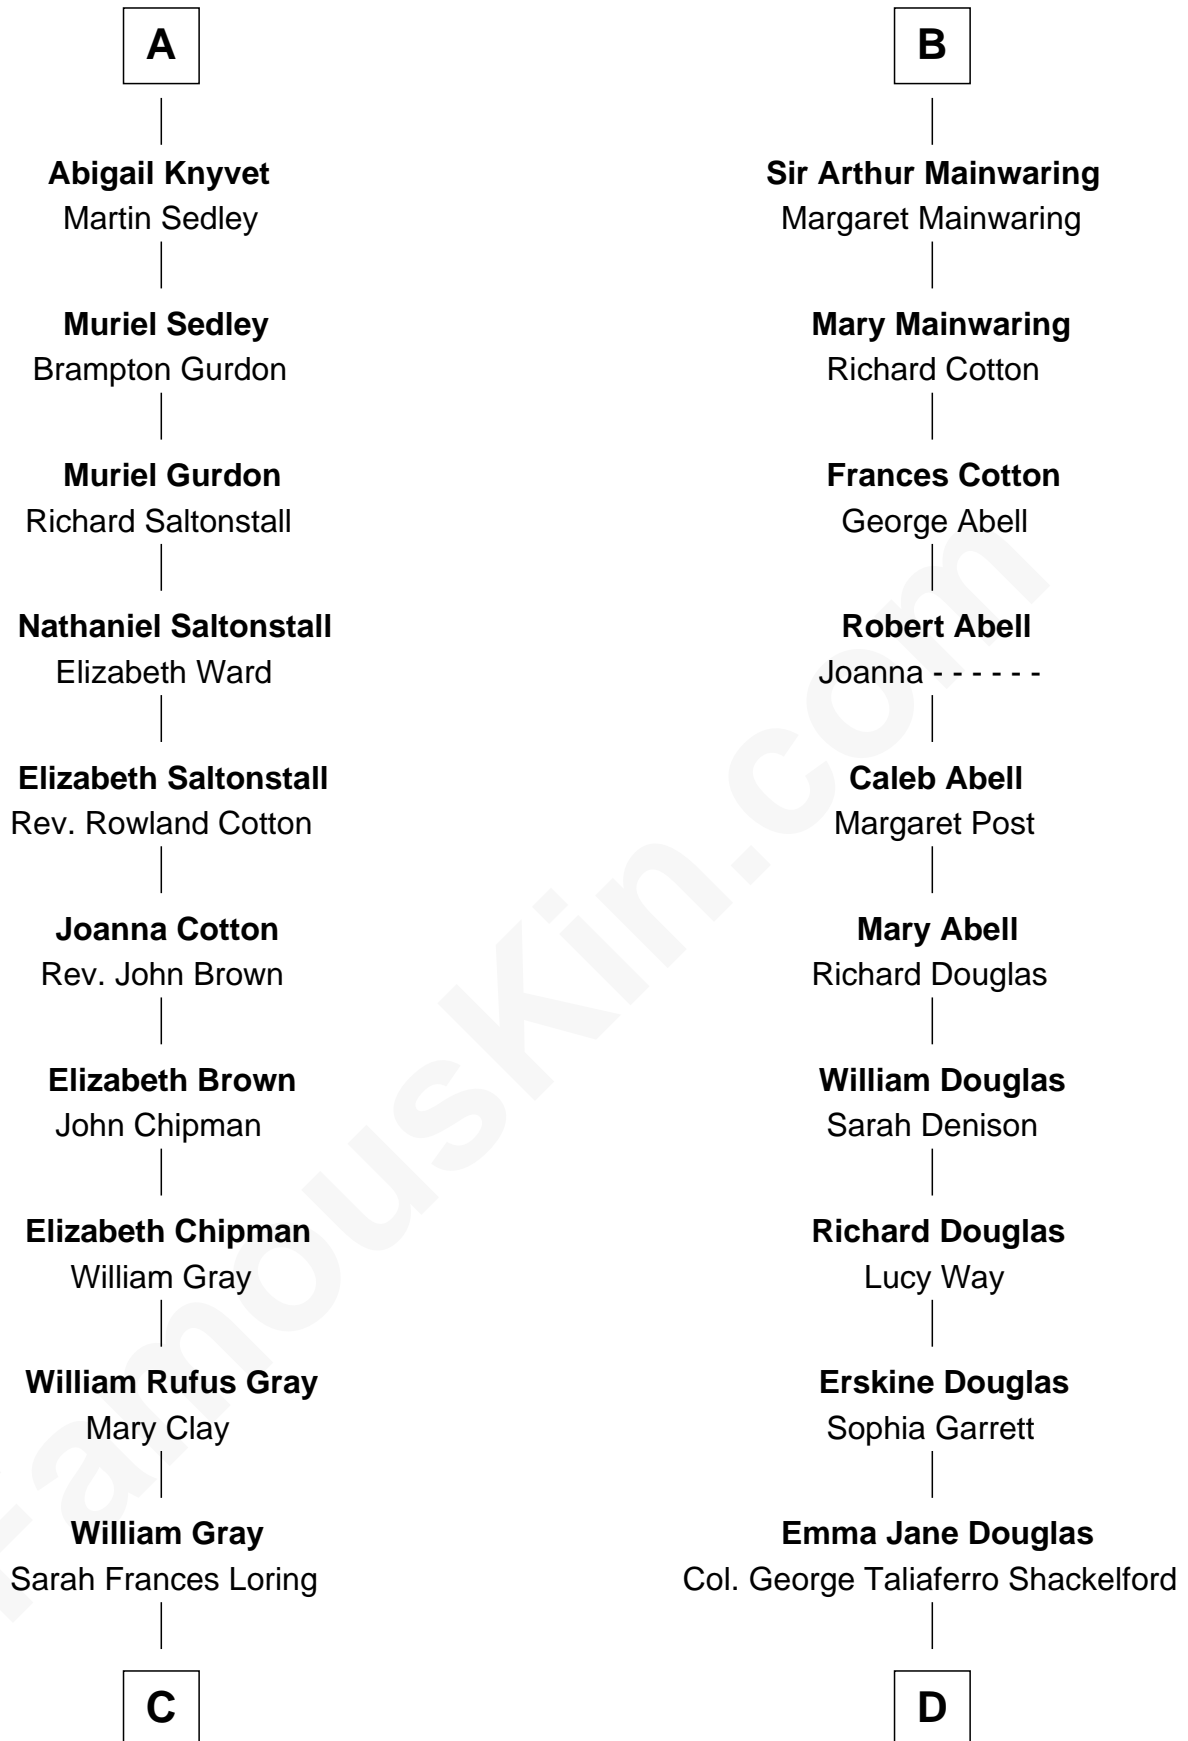 A
Abigail Knyvet
Martin Sedley
Muriel Sedley
Brampton Gurdon
Muriel Gurdon
Richard Saltonstall
Nathaniel Saltonstall
Elizabeth Ward
Elizabeth Saltonstall
Rev. Rowland Cotton
Joanna Cotton
Rev. John Brown
Elizabeth Brown
John Chipman
Elizabeth Chipman
William Gray
William Rufus Gray
Mary Clay
William Gray
Sarah Frances Loring
C
B
Sir Arthur Mainwaring
Margaret Mainwaring
Mary Mainwaring
Richard Cotton
Frances Cotton
George Abell
Robert Abell
Joanna - - - - - -
Caleb Abell
Margaret Post
Mary Abell
Richard Douglas
William Douglas
Sarah Denison
Richard Douglas
Lucy Way
Erskine Douglas
Sophia Garrett
Emma Jane Douglas
Col. George Taliaferro Shackelford
D
FamousKin.com